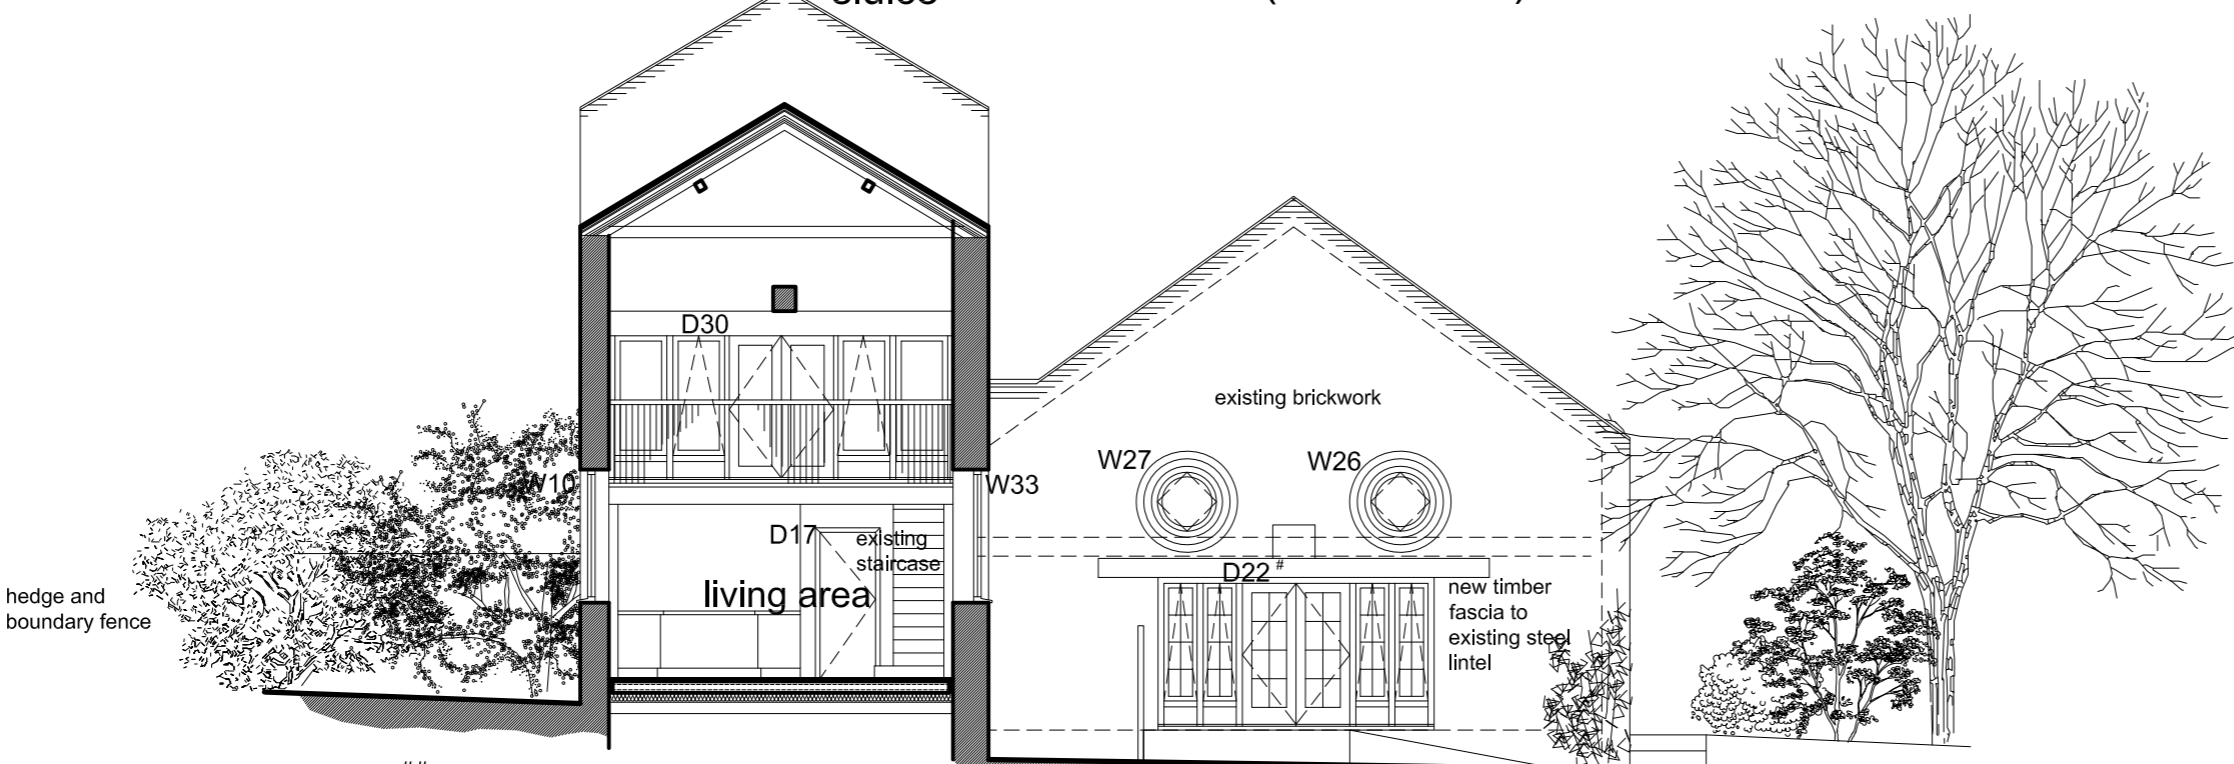 D30
existing brickwork
W27
W26
W10
W33
D17
existing
staircase
living area
D22 #
new timber
fascia to
existing steel
lintel
hedge and
boundary fence